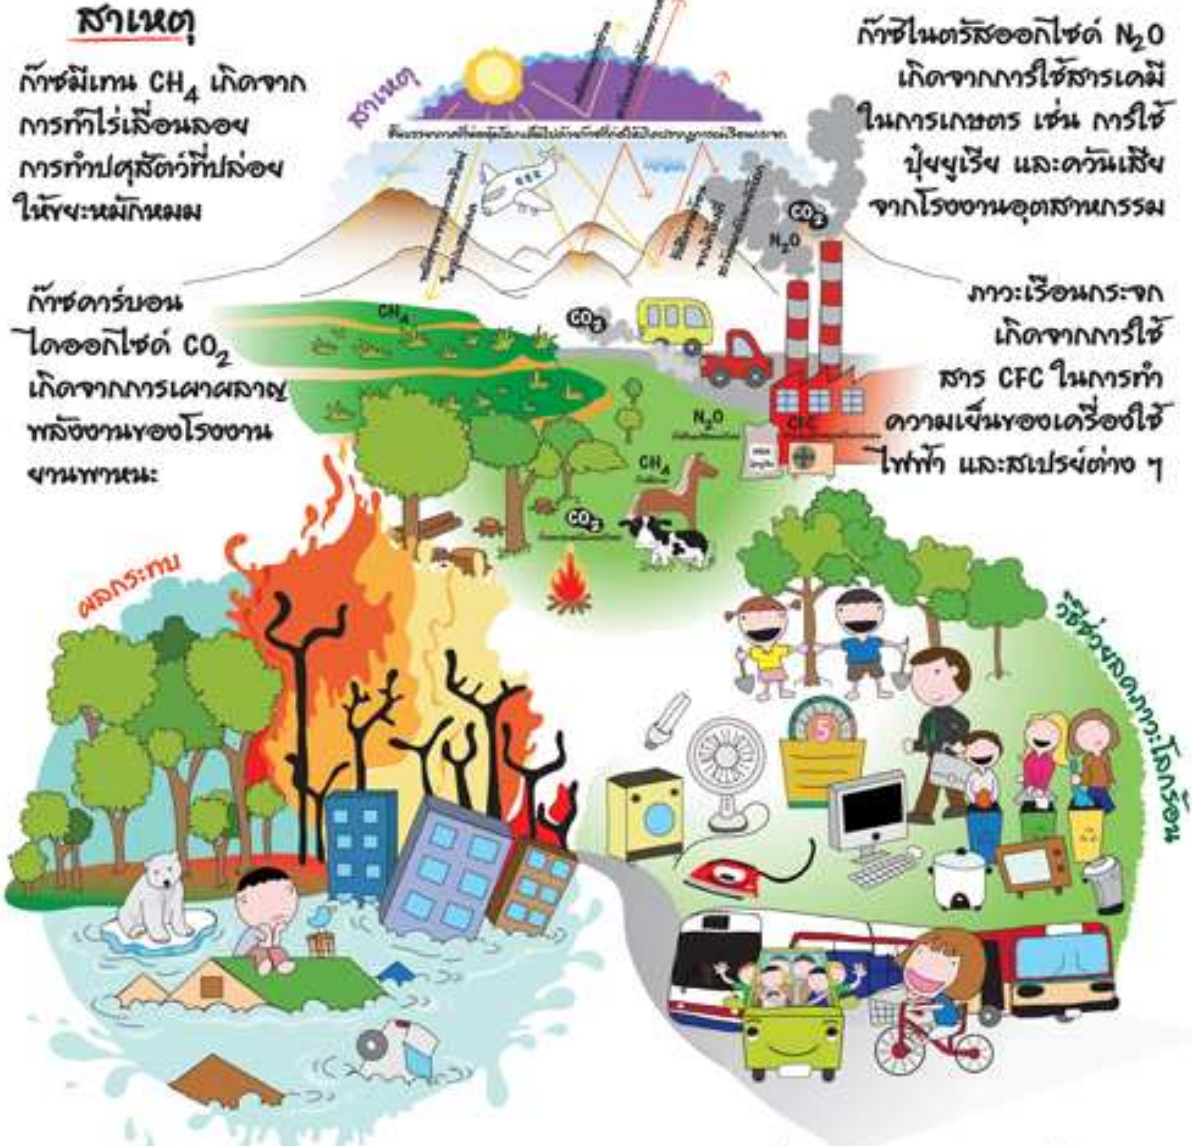 สาเหตุ
ก๊าซมีเทน CH4 เกิดจาก
การทำไร่เลื่อนลอย
การทำปศุสัตว์ที่ปล่อย
ให้ขยะหมักหมม
ก๊าซคาร์บอน
ไดออกไซด์ CO2
เกิดจากการเผาผลาญ
พลังงานของโรงงาน
ยานพาหนะ
สาเหตุ
ก๊าซไนตรัสออกไซด์ N2O
เกิดจากการใช้สารเคมี
ในการเกษตร เช่น การใช้
ปุ๋ยยูเรีย และควันเสีย
จากโรงงานอุตสาหกรรม
ภาวะเรือนกระจก
เกิดจากการใช้
สาร CFC ในการทำ
ความเย็นของเครื่องใช้
ไฟฟ้า และสเปรย์ต่าง ๆ
CO2
N2O
CH4
CO2
N2O
CFC
CH4
CO2
ผลกระทบ
วิธีช่วยลดภาวะโลกร้อน
5